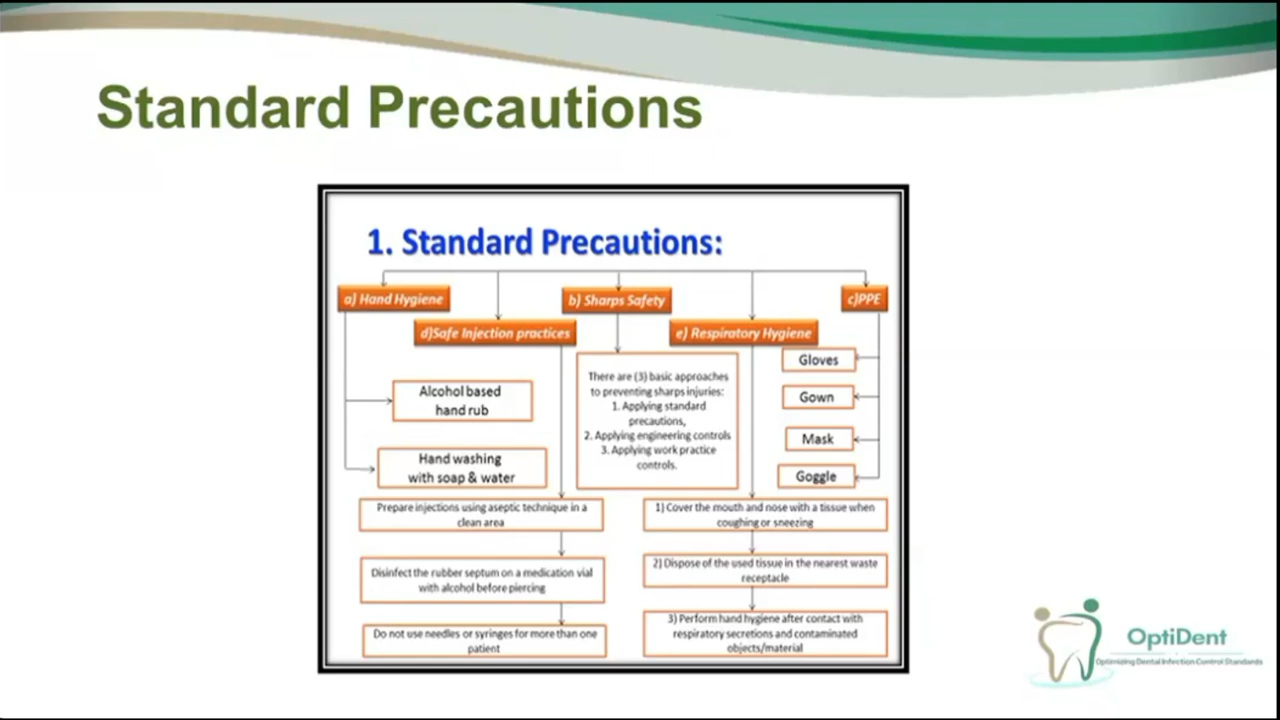 Standard Precautions
1. Standard Precautions:
a) Hand Hygiene
b) Sharps Safety
c)PPE
d)Safe Injection practices
e) Respiratory Hygiene
Alcohol based
hand rub
Hand washing
with soap & water
There are (3) basic approaches
to preventing sharps injuries:
1. Applying standard
precautions,
2. Applying engineering controls
3. Applying work practice
controls.
Gloves
Gown
Mask
Goggle
Prepare injections using aseptic technique in a
clean area
Disinfect the rubber septum on a medication vial
with alcohol before piercing
Do not use needles or syringes for more than one
patient
1) Cover the mouth and nose with a tissue when
coughing or sneezing
2) Dispose of the used tissue in the nearest waste
receptacle
3) Perform hand hygiene after contact with
respiratory secretions and contaminated
objects/material
OptiDent
Optimizing Dental Infection Control Standards